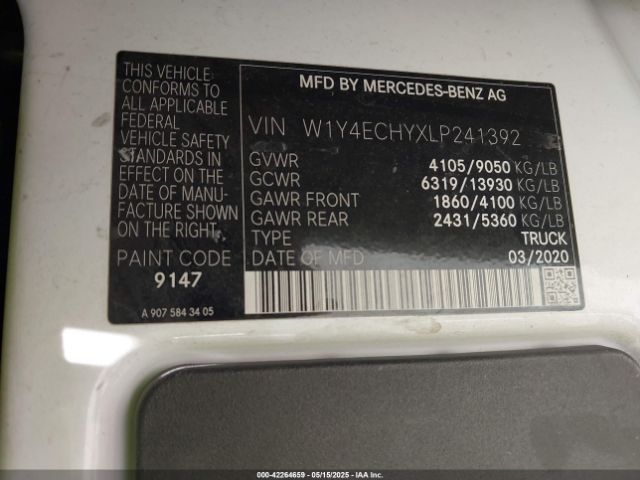 THIS VEHICLE
CONFORMS TO
ALL APPLICABLE
FEDERAL
VEHICLE SAFETY
STANDARDS IN
EFFECT ON THE
DATE OF MANU-
FACTURE SHOWN
ON THE RIGHT.
PAINT CODE
9147
A 907 584 34 05
MFD BY MERCEDES-BENZ AG
VIN W1Y4ECHYXLP241392
GVWR 4105/9050 KG/LB
GCWR 6319/13930 KG/LB
GAWR FRONT 1860/4100 KG/LB
GAWR REAR 2431/5360 KG/LB
TYPE TRUCK
DATE OF MFD 03/2020
000-42264659 - 05/15/2025 - IAAI.COM